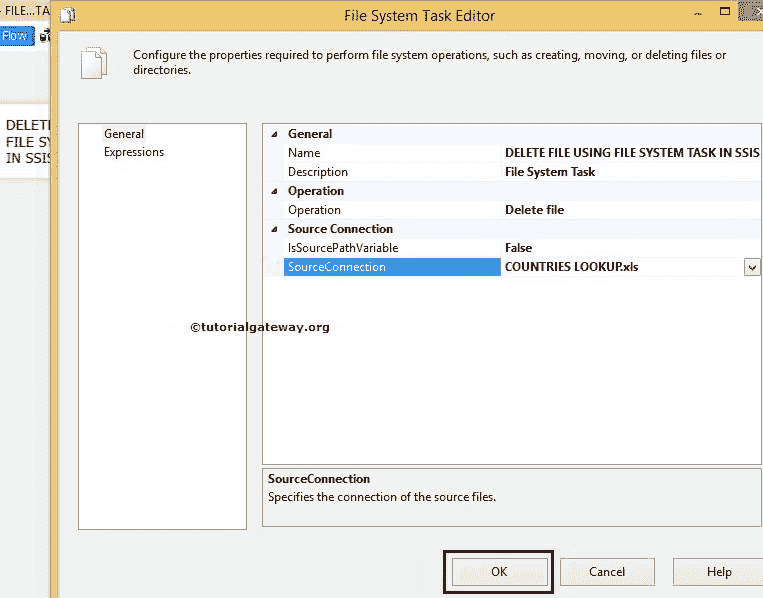 - FILE...TA
File System Task Editor
Flow
Configure the properties required to perform file system operations, such as creating, moving, or deleting files or
directories.
DELET
FILE SY
IN SSIS
General
Expressions
General
Name DELETE FILE USING FILE SYSTEM TASK IN SSIS
Description File System Task
Operation
Operation Delete file
Source Connection
IsSourcePathVariable False
SourceConnection COUNTRIES LOOKUP.xls
©tutorialgateway.org
SourceConnection
Specifies the connection of the source files.
OK Cancel Help